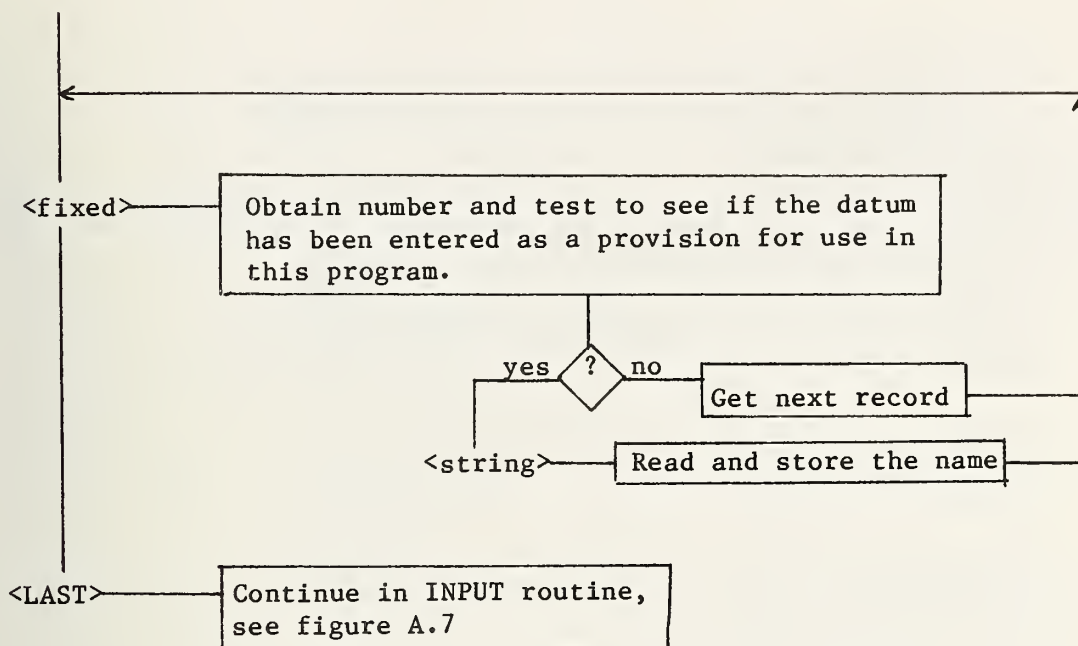 <fixed>
Obtain number and test to see if the datum
has been entered as a provision for use in
this program.
yes ? no
Get next record
<string>
Read and store the name
<LAST>
Continue in INPUT routine,
see figure A.7